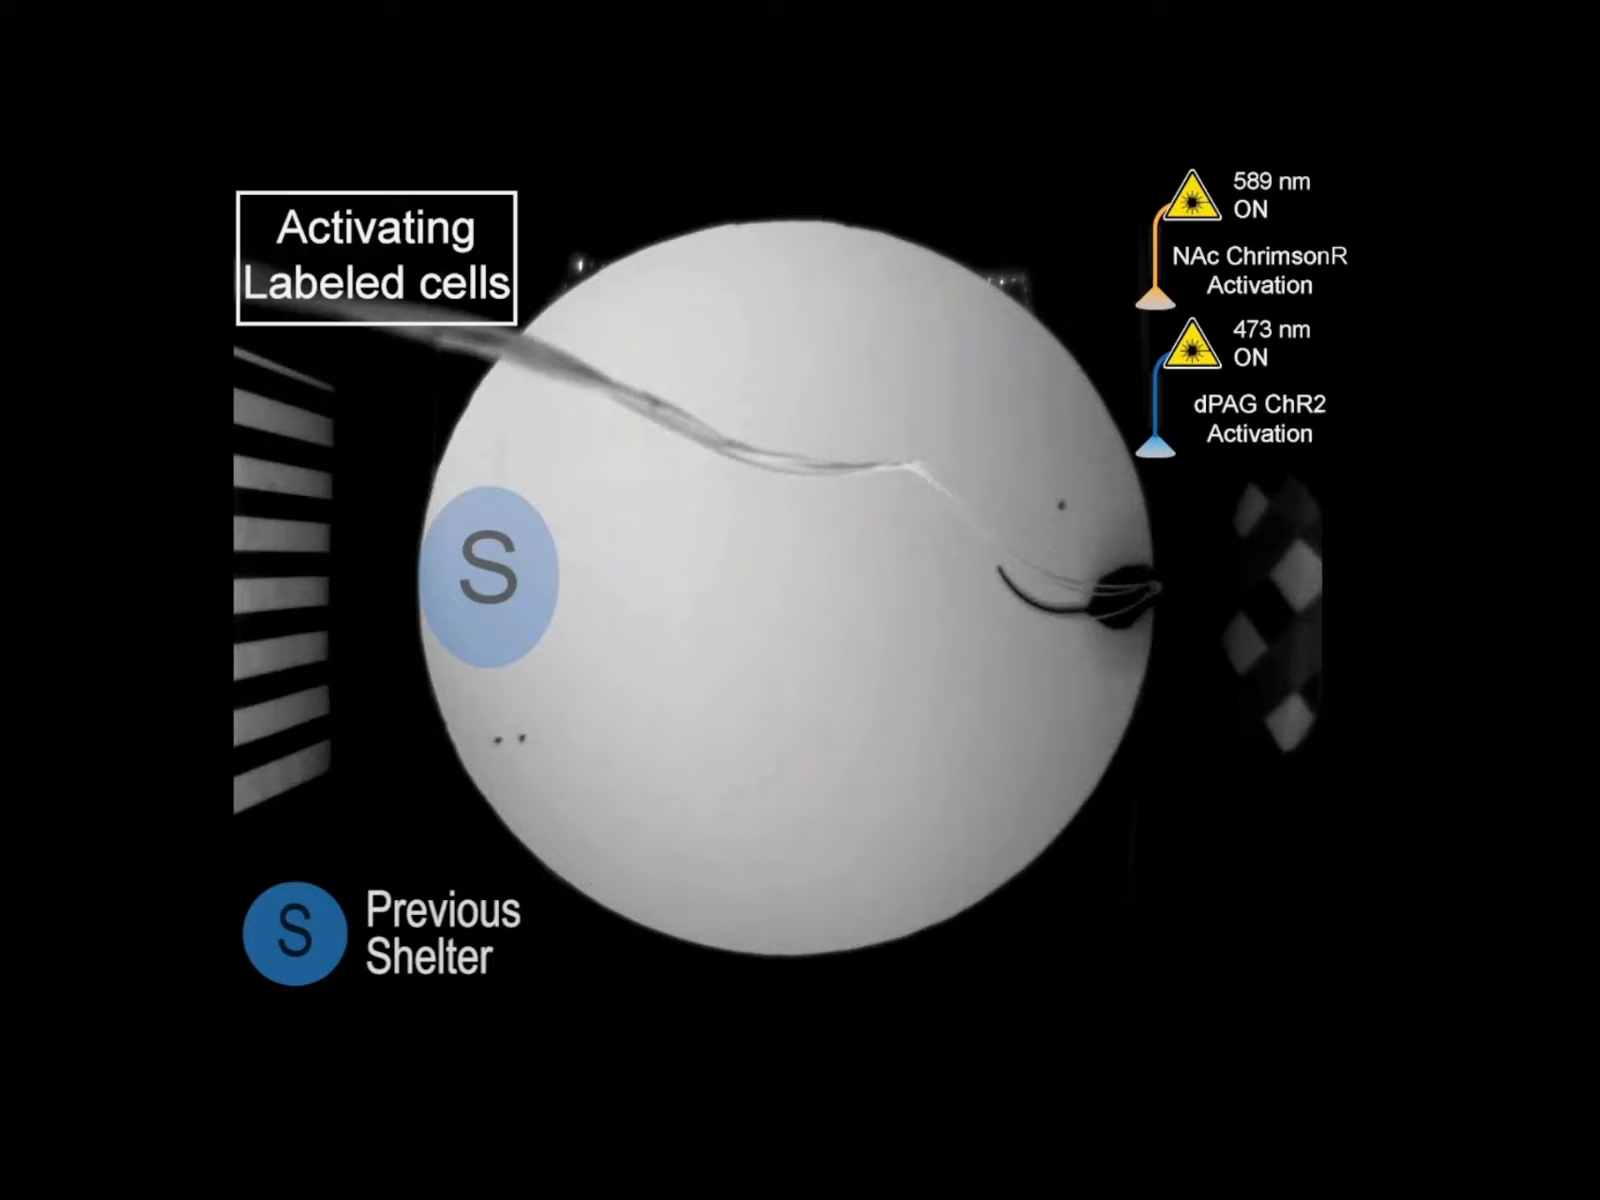 Activating
Labeled cells
589 nm
ON
NAc ChrimsonR
Activation
473 nm
ON
dPAG ChR2
Activation
S
S
Previous
Shelter